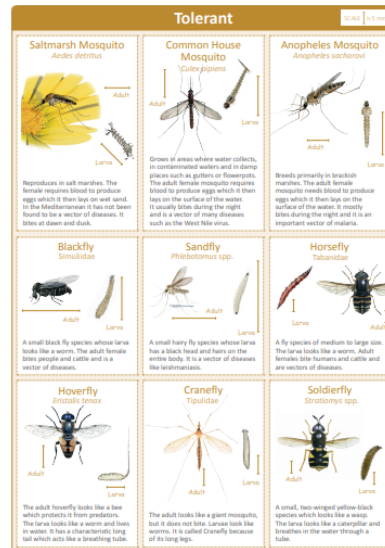 Tolerant
SCALE is 5 mm
Saltmarsh Mosquito
Aedes detritus
Adult
Larva
Reproduces in salt marshes. The
female requires blood to produce
eggs which it then lays on wet sand.
In the Mediterranean it has not been
found to be a vector of diseases. It
bites at dawn and dusk.
Common House
Mosquito
Culex pipiens
Adult
Larva
Grows in areas where water collects,
in contaminated waters and in damp
places such as gutters or flowerpots.
The adult female mosquito requires
blood to produce eggs which it then
lays on the surface of the water.
It usually bites during the night
and is a vector of many diseases
such as the West Nile virus.
Anopheles Mosquito
Anopheles sacharovi
Adult
Larva
Breeds primarily in brackish
marshes. The adult female
mosquito needs blood to produce
eggs which it then lays on the
surface of the water. It mostly
bites during the night and it is an
important vector of malaria.
Blackfly
Simuliidae
Adult
Larva
A small black fly species whose larva
looks like a worm. The adult female
bites people and cattle and is a
vector of diseases.
Sandfly
Phlebotomus spp.
Adult
Larva
A small hairy fly species whose larva
has a black head and hairs on the
entire body. It is a vector of diseases
like leishmaniasis.
Horsefly
Tabanidae
Larva
Adult
A fly species of medium to large size.
The larva looks like a worm. Adult
females bite humans and cattle and
are vectors of diseases.
Hoverfly
Eristalis tenax
Adult
Larva
The adult hoverfly looks like a bee
which protects it from predators.
The larva looks like a worm and lives
in water. It has a characteristic long
tail which acts like a breathing tube.
Cranefly
Tipulidae
Adult
Larva
The adult looks like a giant mosquito,
but it does not bite. Larvae look like
worms. It is called Cranefly because
of its long legs.
Soldierfly
Stratiomys spp.
Adult
Larva
A small, two-winged yellow-black
species which looks like a wasp.
The larva looks like a caterpillar and
breathes in the water through a
tube.